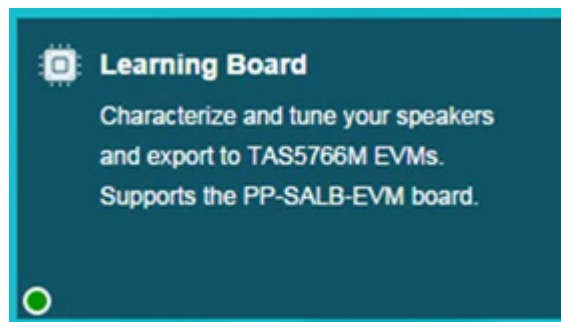 Learning Board
Characterize and tune your speakers
and export to TAS5766M EVMs.
Supports the PP-SALB-EVM board.